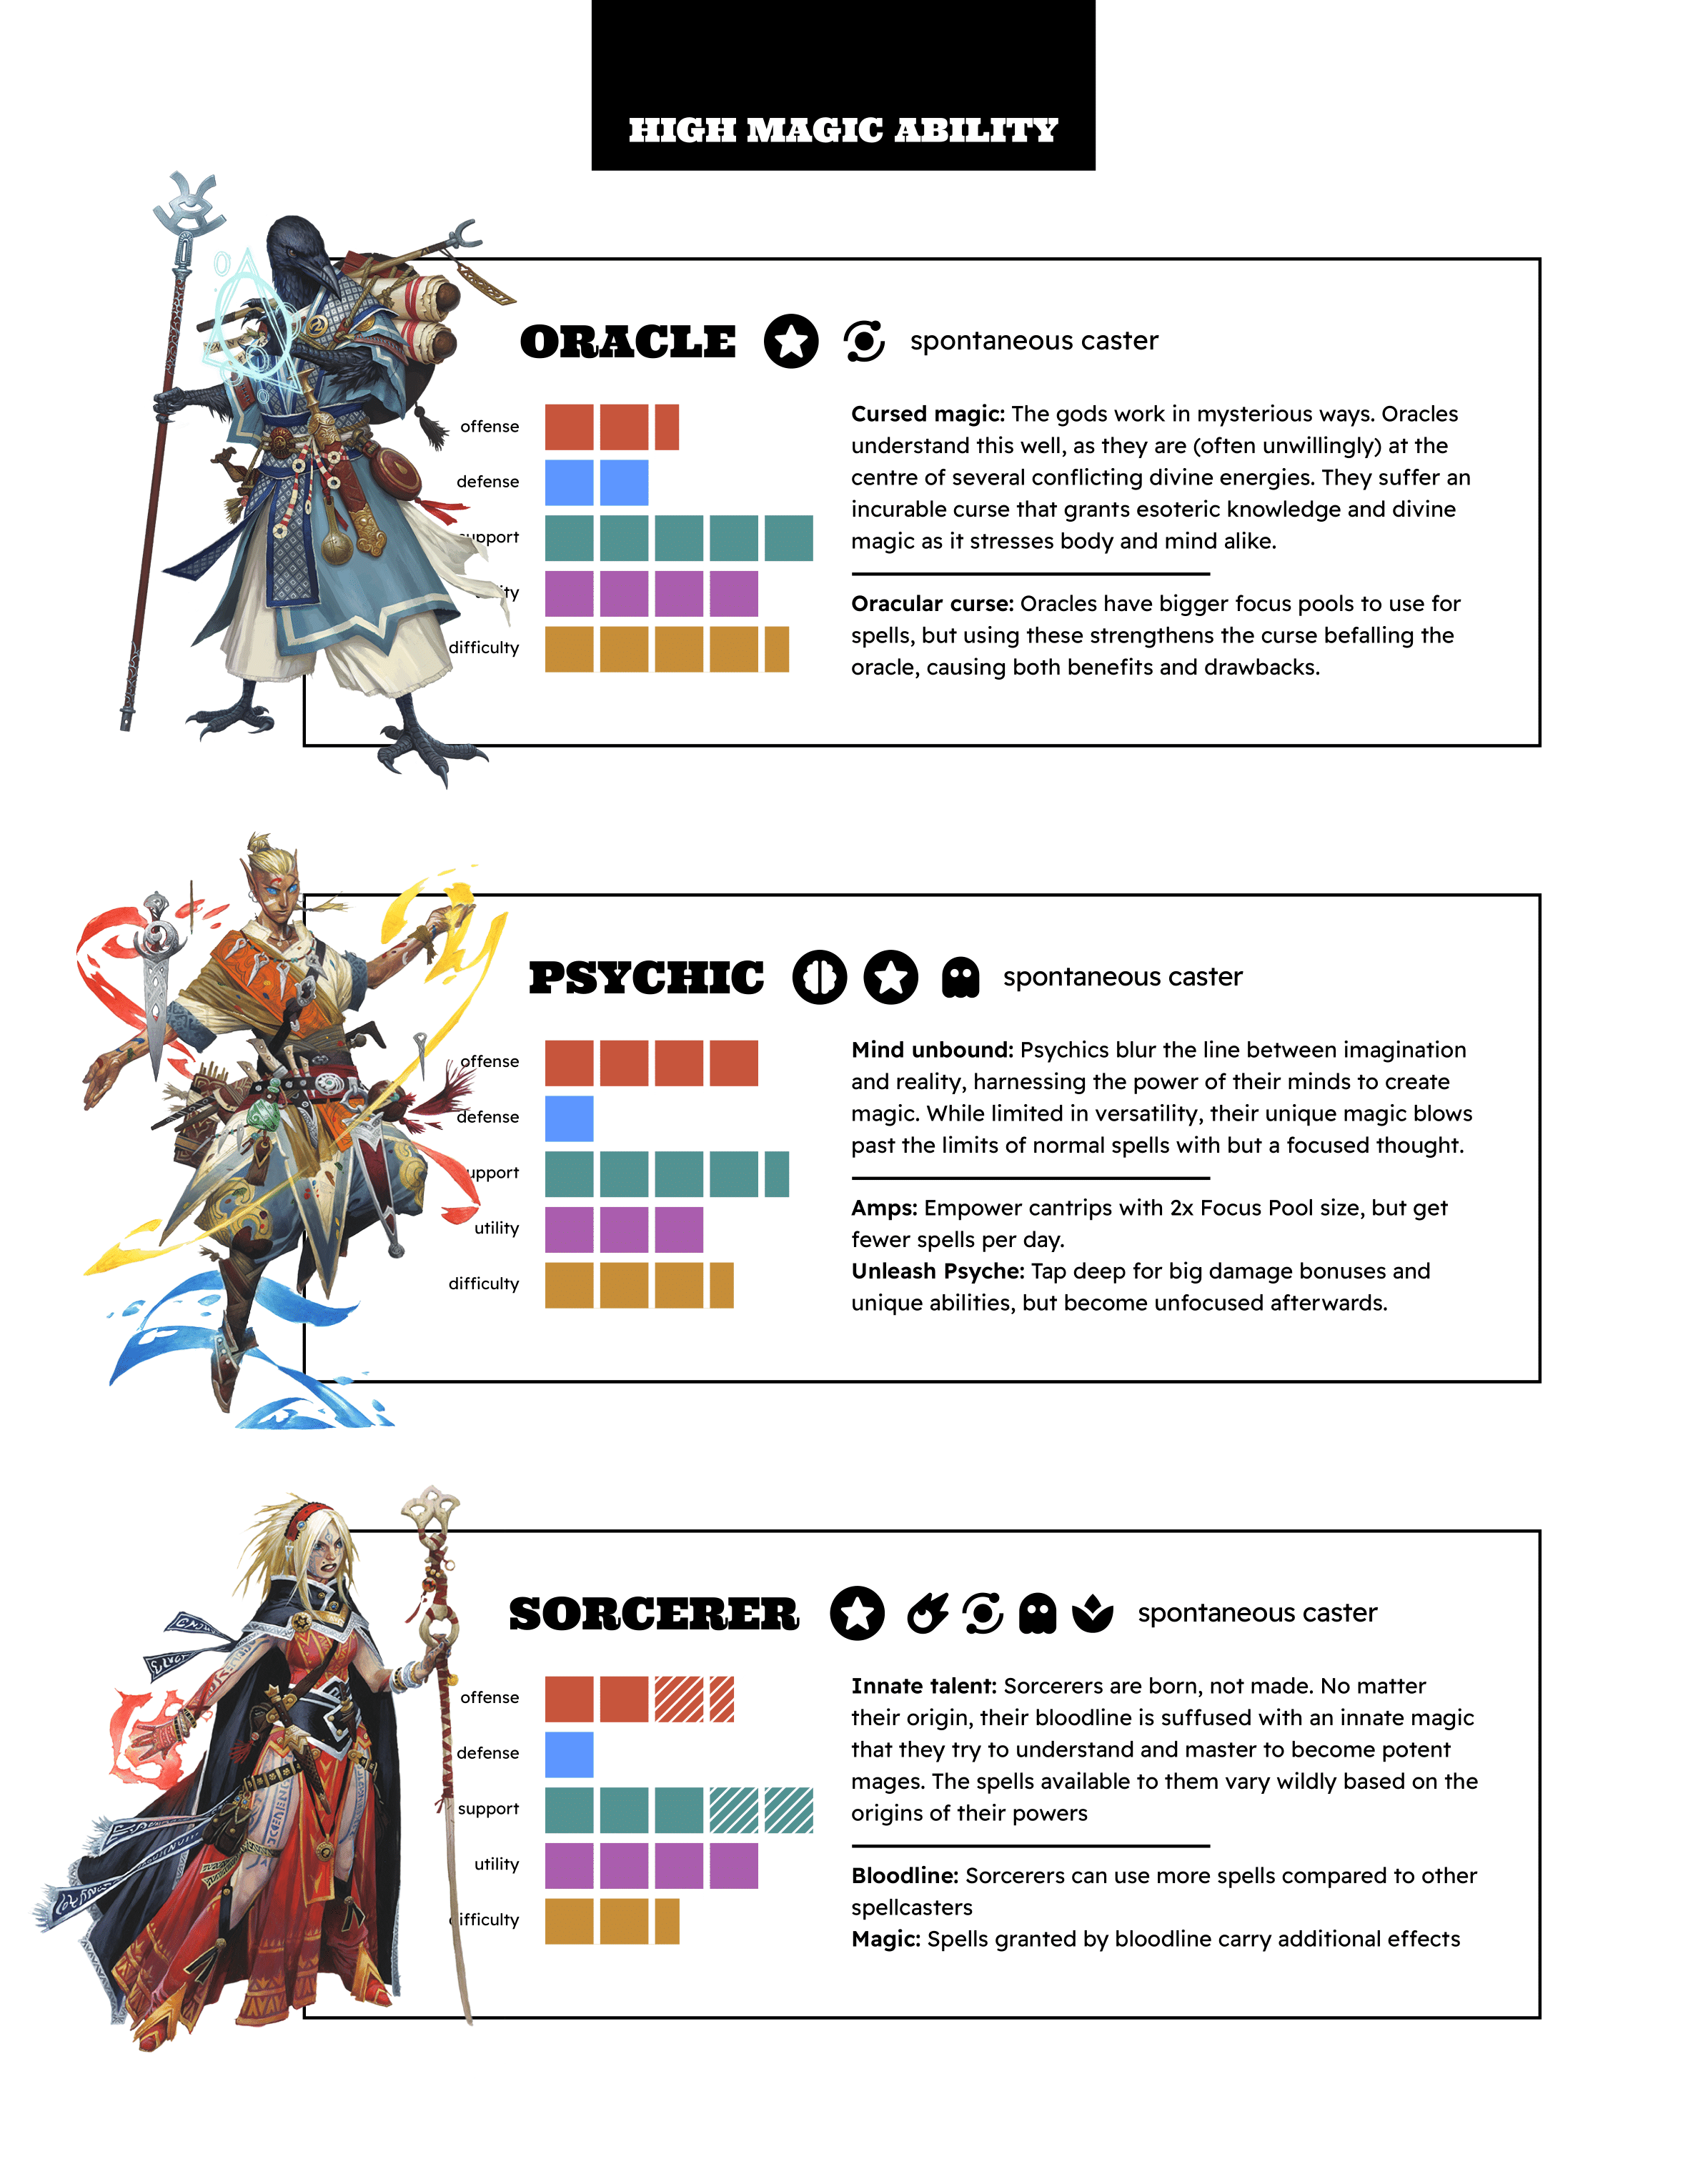 HIGH MAGIC ABILITY
ORACLE spontaneous caster
offense
defense
support
difficulty
Cursed magic: The gods work in mysterious ways. Oracles
understand this well, as they are (often unwillingly) at the
centre of several conflicting divine energies. They suffer an
incurable curse that grants esoteric knowledge and divine
magic as it stresses body and mind alike.
Oracular curse: Oracles have bigger focus pools to use for
spells, but using these strengthens the curse befalling the
oracle, causing both benefits and drawbacks.
PSYCHIC spontaneous caster
offense
defense
support
utility
difficulty
Mind unbound: Psychics blur the line between imagination
and reality, harnessing the power of their minds to create
magic. While limited in versatility, their unique magic blows
past the limits of normal spells with but a focused thought.
Amps: Empower cantrips with 2x Focus Pool size, but get
fewer spells per day.
Unleash Psyche: Tap deep for big damage bonuses and
unique abilities, but become unfocused afterwards.
SORCERER spontaneous caster
offense
defense
support
utility
difficulty
Innate talent: Sorcerers are born, not made. No matter
their origin, their bloodline is suffused with an innate magic
that they try to understand and master to become potent
mages. The spells available to them vary wildly based on the
origins of their powers
Bloodline: Sorcerers can use more spells compared to other
spellcasters
Magic: Spells granted by bloodline carry additional effects